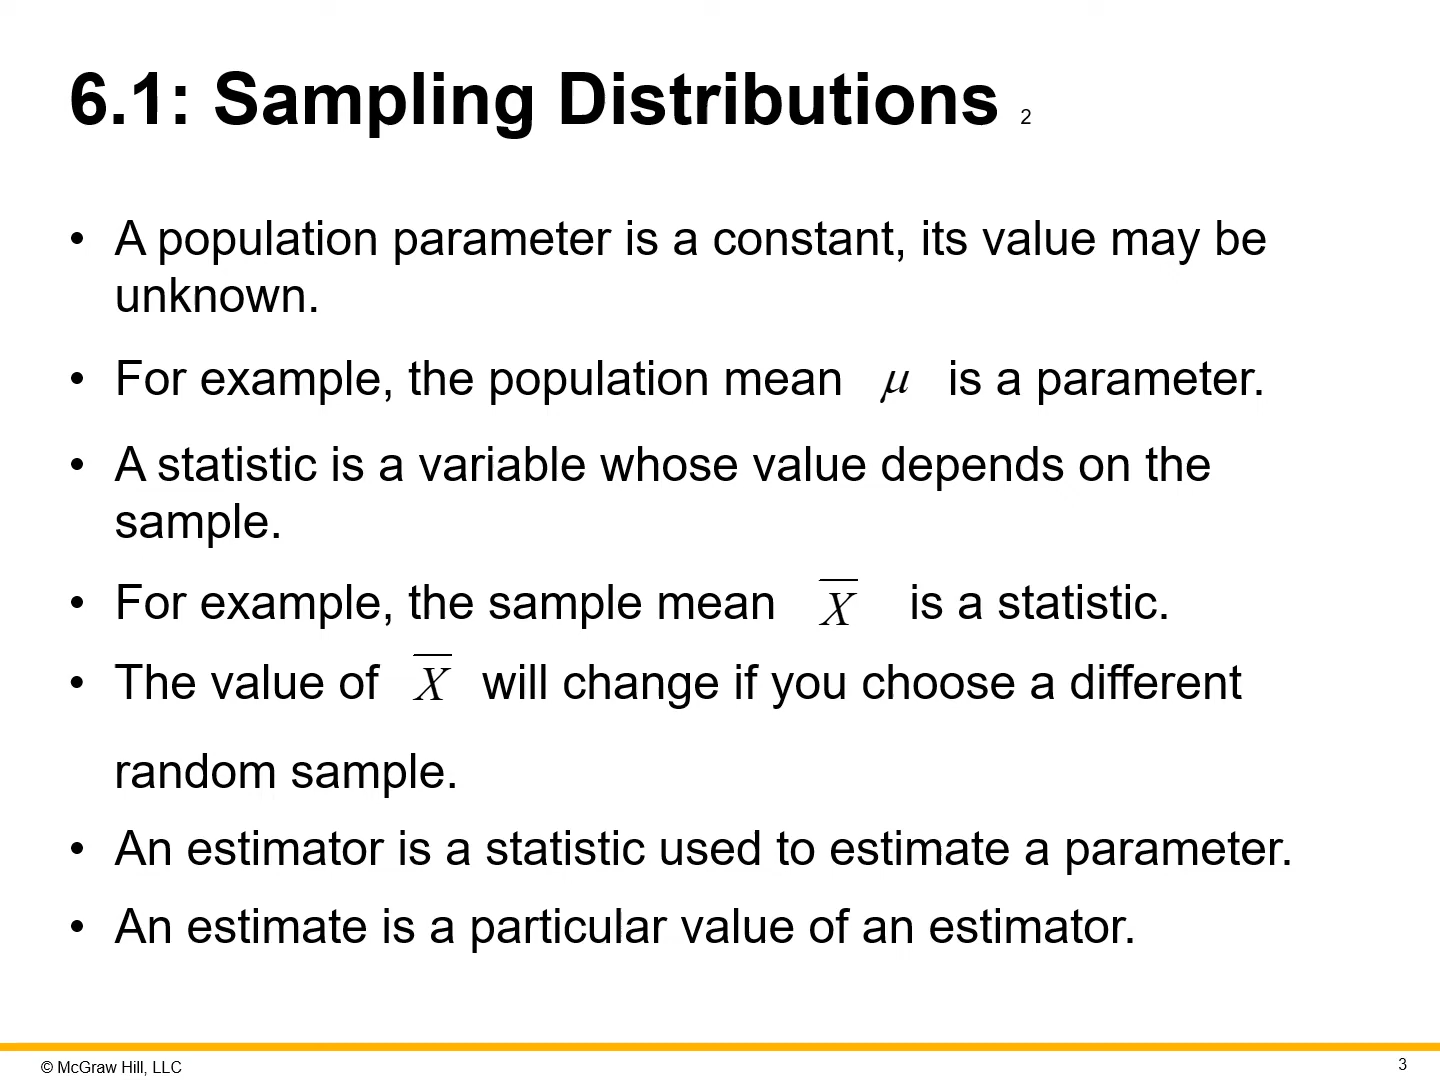 6.1: Sampling Distributions 2
• A population parameter is a constant, its value may be
unknown.
• For example, the population mean μ is a parameter.
• A statistic is a variable whose value depends on the
sample.
• For example, the sample mean X̅ is a statistic.
• The value of X̅ will change if you choose a different
random sample.
• An estimator is a statistic used to estimate a parameter.
• An estimate is a particular value of an estimator.
© McGraw Hill, LLC
3